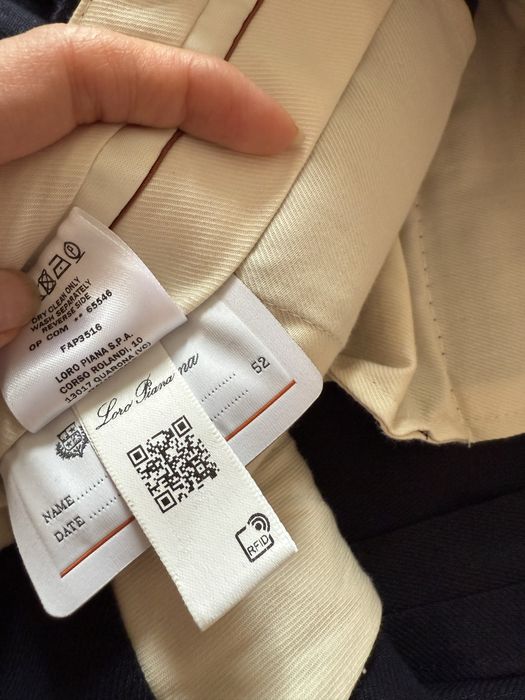 DRY CLEAN ONLY
WASH SEPARATELY
REVERSE SIDE
OP COM ** 65546
FAP3516
LORO PIANA S.P.A.
CORSO ROLANDI, 10
13017 QUARONA (VC)
52
Loro Piana
NAME
DATE
RFID